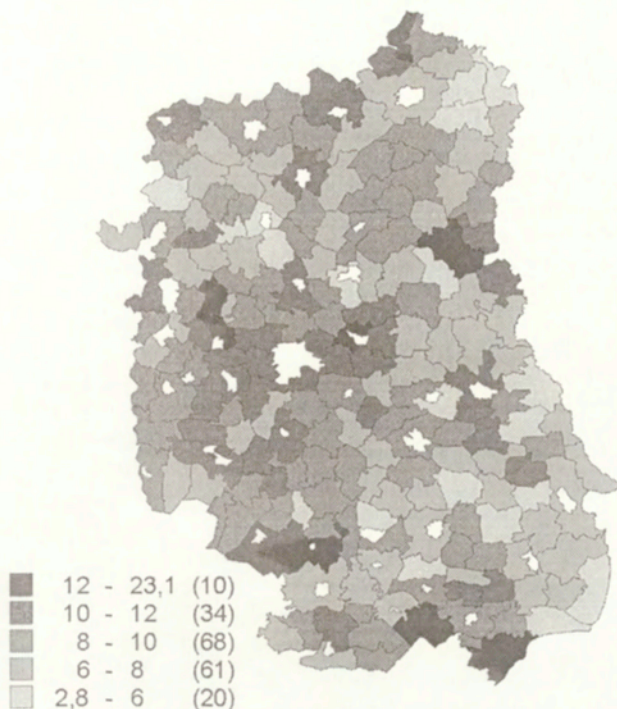 12 - 23,1 (10)
10 - 12 (34)
8 - 10 (68)
6 - 8 (61)
2,8 - 6 (20)